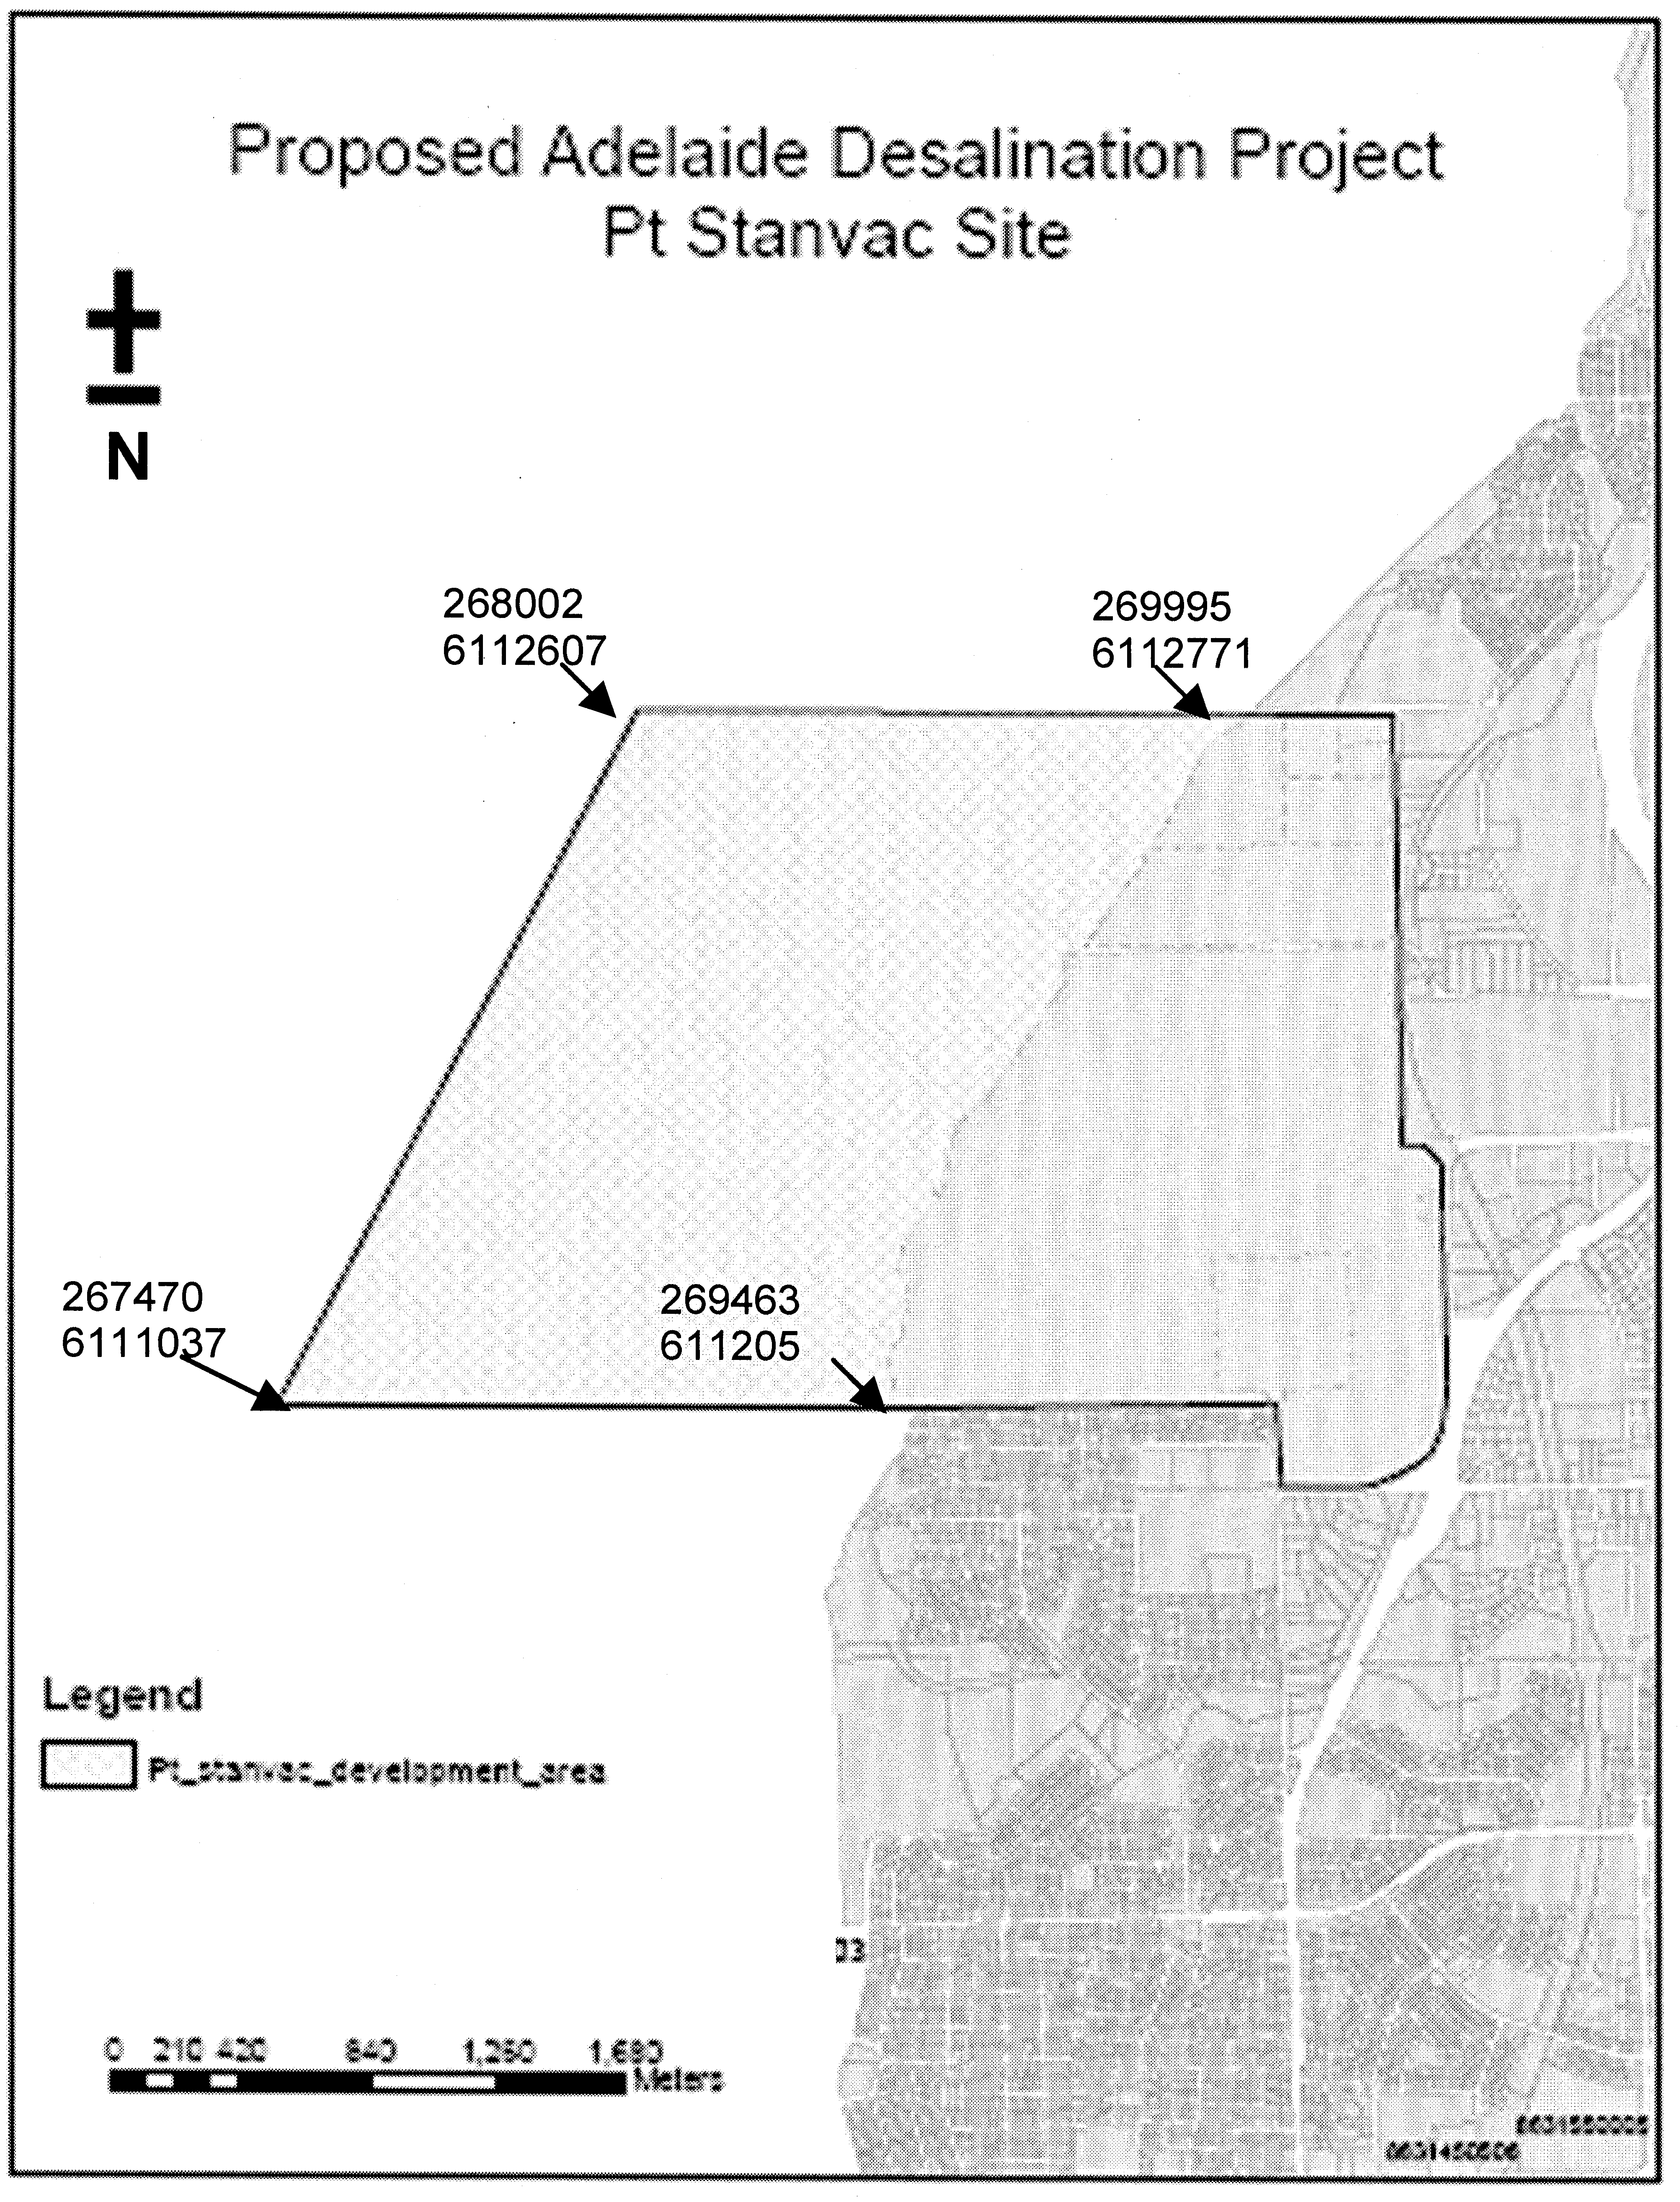 Proposed Adelaide Desalination Project
Pt Stanvac Site
N
268002
6112607
269995
6112771
267470
6111037
269463
611205
Legend
Pt_stanvac_development_area
0 210 420 840 1,260 1,680
Meters
03